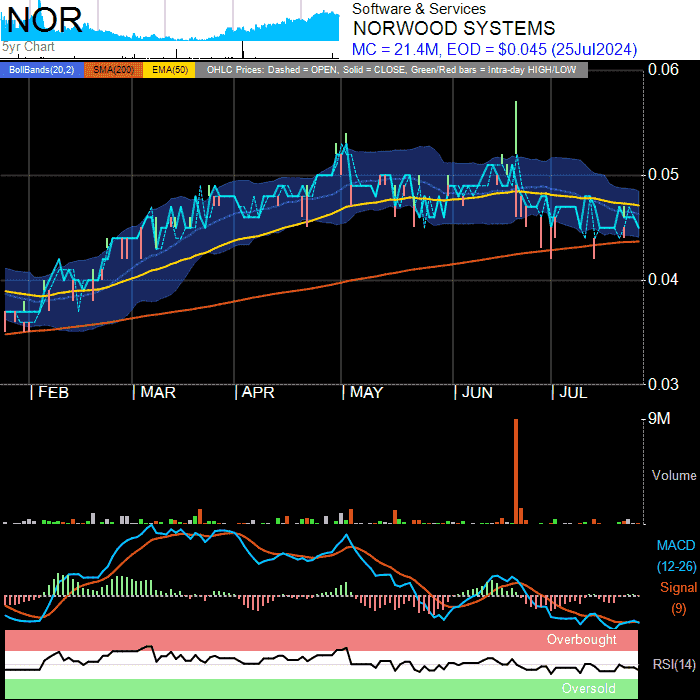 NOR
5yr Chart
Software & Services
NORWOOD SYSTEMS
MC = 21.4M, EOD = $0.045 (25Jul2024)
BollBands(20,2) SMA(200) EMA(50) OHLC Prices: Dashed = OPEN, Solid = CLOSE, Green/Red bars = Intra-day HIGH/LOW
0.06
0.05
0.04
0.03
FEB MAR APR MAY JUN JUL
9M
Volume
MACD
(12-26)
Signal
(9)
Overbought
RSI(14)
Oversold